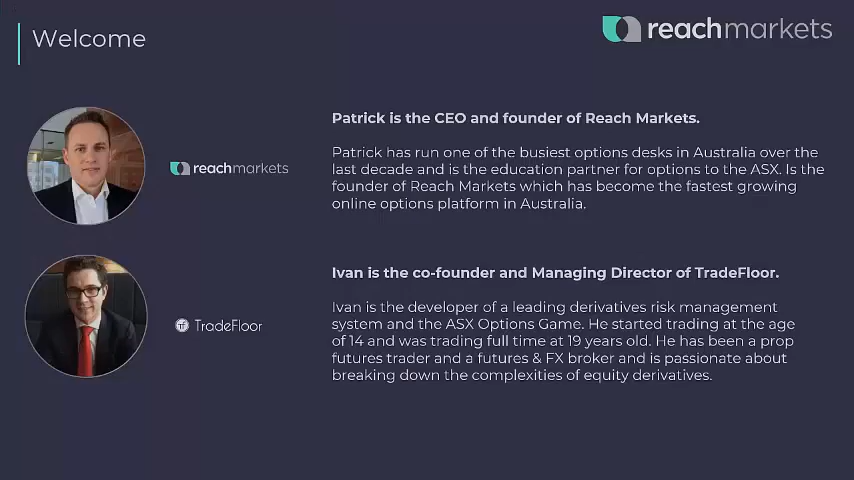 Welcome
reachmarkets
Patrick is the CEO and founder of Reach Markets.
Patrick has run one of the busiest options desks in Australia over the
last decade and is the education partner for options to the ASX. Is the
founder of Reach Markets which has become the fastest growing
online options platform in Australia.
reachmarkets
Ivan is the co-founder and Managing Director of TradeFloor.
Ivan is the developer of a leading derivatives risk management
system and the ASX Options Game. He started trading at the age
of 14 and was trading full time at 19 years old. He has been a prop
futures trader and a futures & FX broker and is passionate about
breaking down the complexities of equity derivatives.
TradeFloor